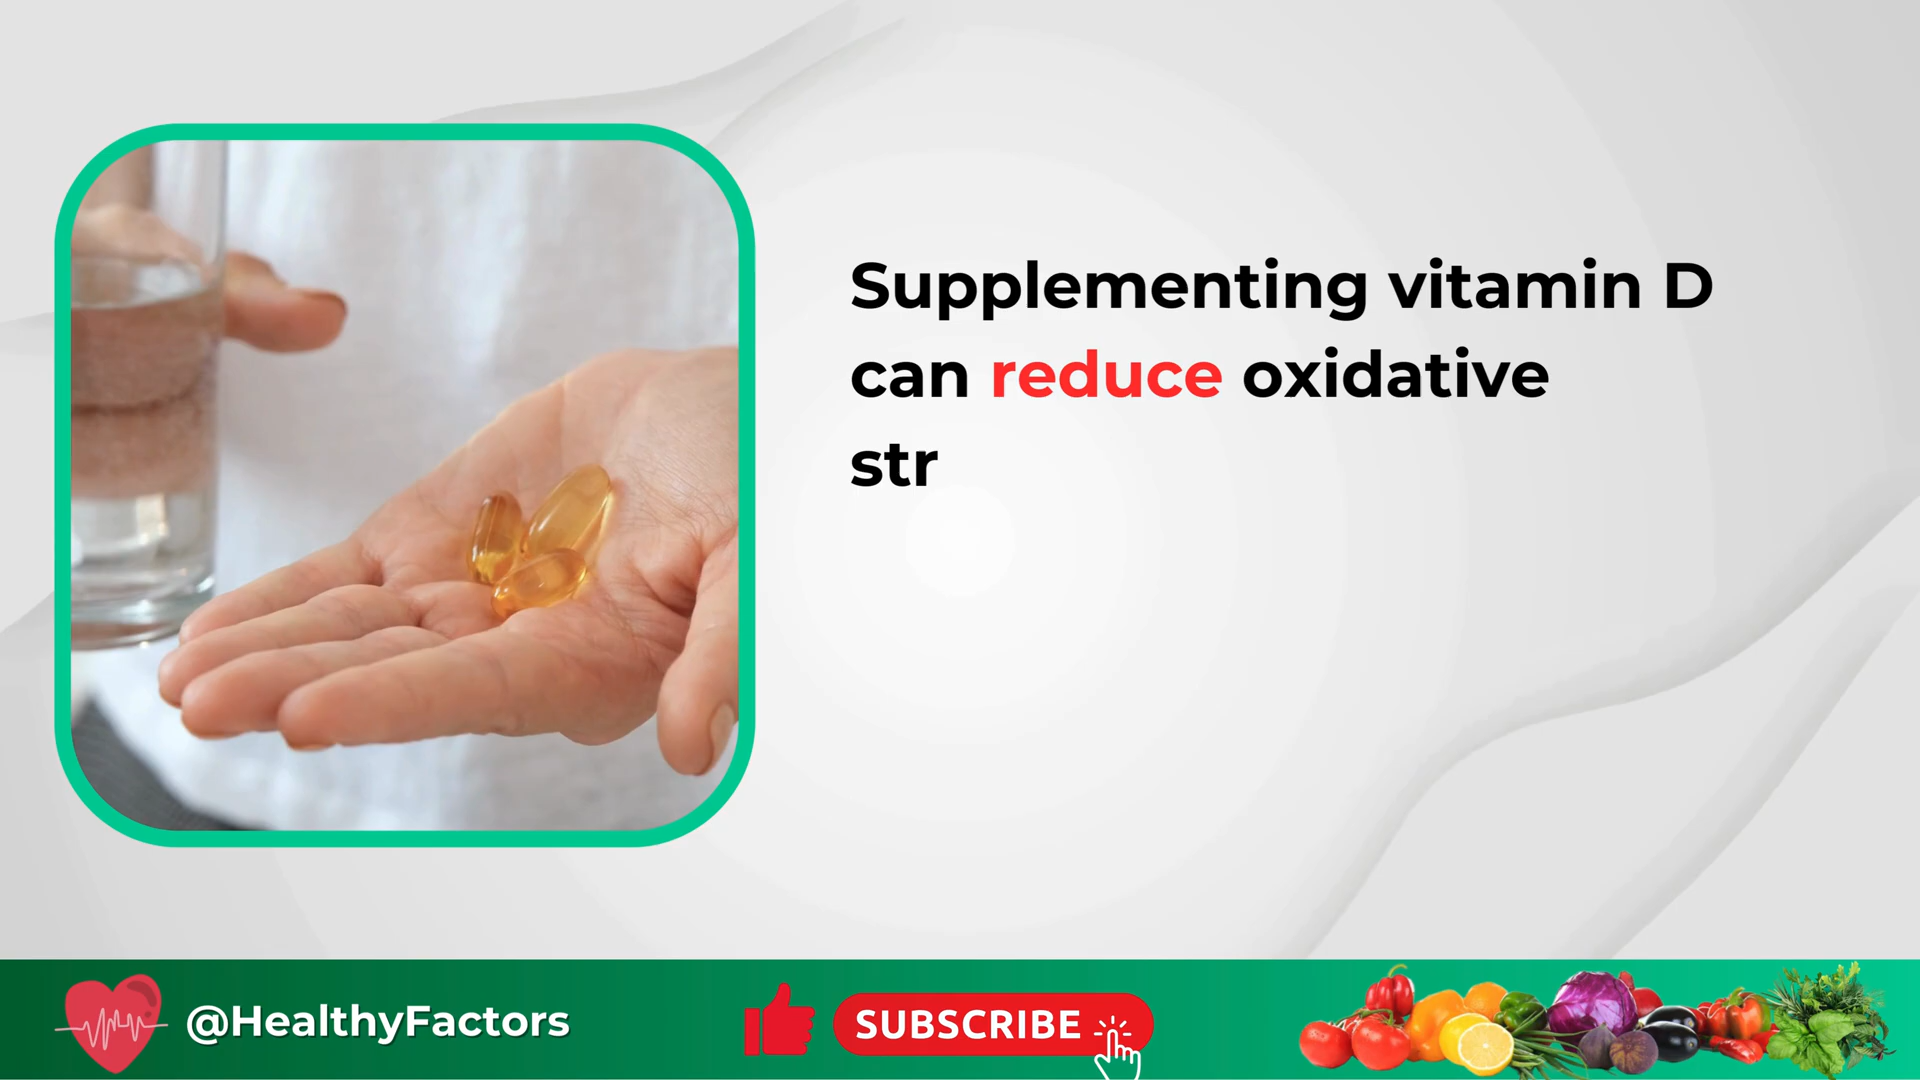 Supplementing vitamin D
can reduce oxidative
str
@HealthyFactors
SUBSCRIBE